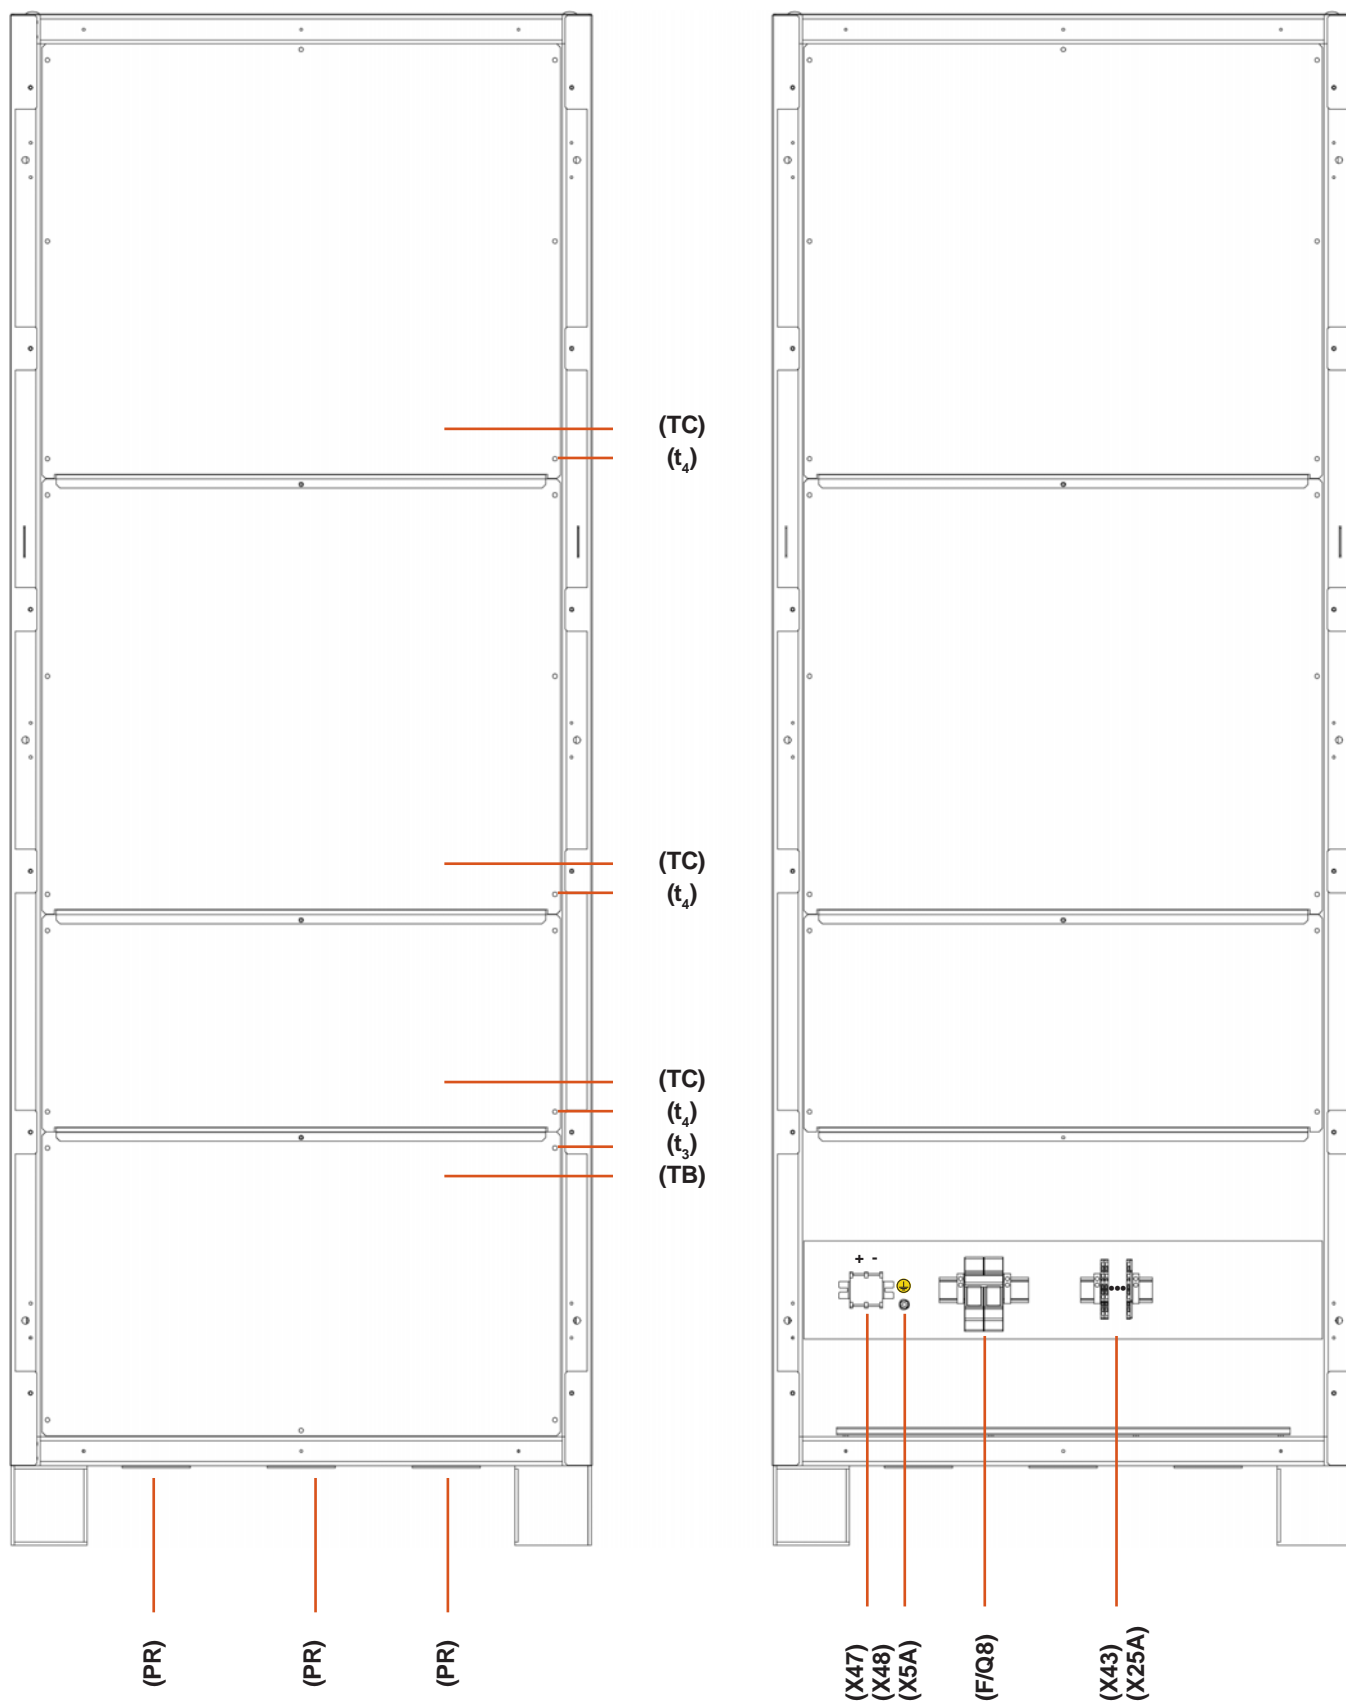 (TC)
(t₄)
(TC)
(t₄)
(TC)
(t₄)
(t₃)
(TB)
+ -
(PR)
(PR)
(PR)
(X47)
(X48)
(X5A)
(F/Q8)
(X43)
(X25A)